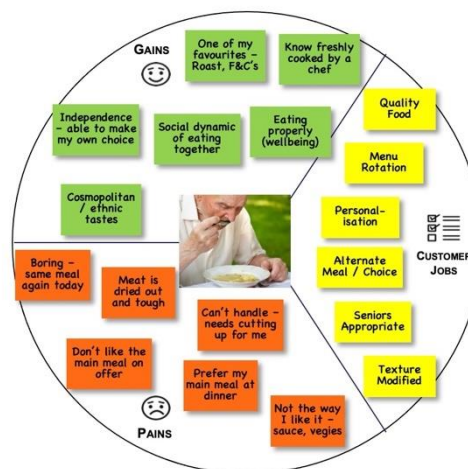 GAINS
One of my
favourites –
Roast, F&C's
Know freshly
cooked by a
chef
Independence
– able to make
my own choice
Social dynamic
of eating
together
Eating
properly
(wellbeing)
Cosmopolitan
/ ethnic
tastes
Quality
Food
Menu
Rotation
Personal-
isation
Alternate
Meal / Choice
Seniors
Appropriate
Texture
Modified
CUSTOMER
JOBS
Boring –
same meal
again today
Meat is
dried out
and tough
Can't handle –
needs cutting
up for me
Don't like the
main meal on
offer
Prefer my
main meal at
dinner
Not the way
I like it –
sauce, vegies
PAINS